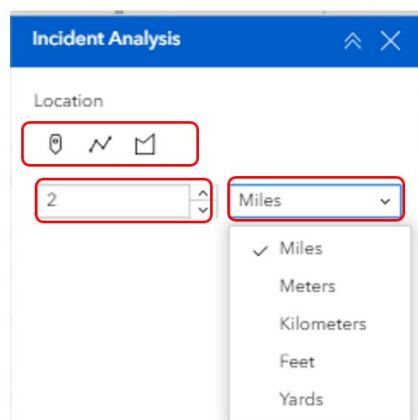 Incident Analysis
Location
2 Miles
Miles
Meters
Kilometers
Feet
Yards